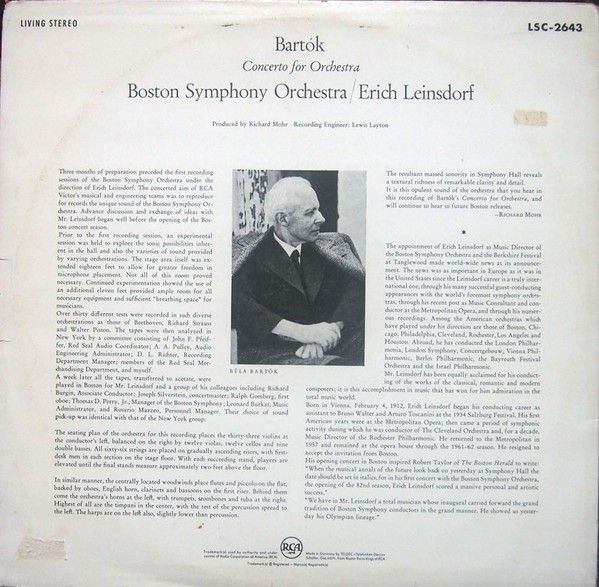 LIVING STEREO
LSC-2643
Bartók
Concerto for Orchestra
Boston Symphony Orchestra/Erich Leinsdorf
Produced by Richard Mohr · Recording Engineer: Lewis Layton
Three months of preparation preceded the first recording
sessions of the Boston Symphony Orchestra under the
direction of Erich Leinsdorf. The concerted aim of RCA
Victor's musical and engineering teams was to reproduce
for records the unique sound of the Boston Symphony Or-
chestra. Advance discussion and exchange of ideas with
Mr. Leinsdorf began well before the opening of the Bos-
ton concert season.
Prior to the first recording session, an experimental
session was held to explore the sonic possibilities inher-
ent in the hall and also the varieties of sound provided
by varying orchestrations. The stage area itself was ex-
tended eighteen feet to allow for greater freedom in
microphone placement. Not all of this room proved
necessary. Continued experimentation showed the use of
an additional eleven feet provided ample room for all
necessary equipment and sufficient "breathing space" for
musicians.
Over thirty different tests were recorded in such diverse
orchestrations as those of Beethoven, Richard Strauss
and Walter Piston. The tapes were then analyzed in
New York by a committee consisting of John F. Pfeif-
fer, Red Seal Audio Coordinator; A. A. Pulley, Audio
Engineering Administrator; D. L. Richter, Recording
Department Manager; members of the Red Seal Mer-
chandising Department, and myself.
A week later all the tapes, transferred to acetate, were
played in Boston for Mr. Leinsdorf and a group of his colleagues including Richard
Burgin, Associate Conductor; Joseph Silverstein, concertmaster; Ralph Gomberg, first
oboe; Thomas D. Perry, Jr., Manager of the Boston Symphony; Leonard Burkat, Music
Administrator, and Rosario Mazzeo, Personnel Manager. Their choice of sound
pick-up was identical with that of the New York group.
The seating plan of the orchestra for this recording places the thirty-three violins at
the conductor's left, balanced on the right by twelve violas, twelve cellos and nine
double basses. All sixty-six strings are placed on gradually ascending risers, with first-
desk men in each section on the stage floor. With each recording stand, players are
elevated until the final stands measure approximately two feet above the floor.
In similar manner, the centrally located woodwinds place flutes and piccolo on the flat,
backed by oboes, English horn, clarinets and bassoons on the first riser. Behind them
come the orchestra's horns at the left, with trumpets, trombones and tuba at the right.
Highest of all are the timpani in the center, with the rest of the percussion spread to
the left. The harps are on the left also, slightly lower than percussion.
BÉLA BARTÓK
The resultant massed sonority in Symphony Hall reveals
a textural richness of remarkable clarity and detail.
It is this opulent sound of the orchestra that you hear in
this recording of Bartók's Concerto for Orchestra, and
will continue to hear in future Boston releases.
—RICHARD MOHR
*
The appointment of Erich Leinsdorf as Music Director of
the Boston Symphony Orchestra and the Berkshire Festival
at Tanglewood made world-wide news as its announce-
ment. The news was as important in Europe as it was in
the United States since the Leinsdorf career is a truly inter-
national one, through his many successful guest-conducting
appearances with the world's foremost symphony orch-
estras, through his recent post as Music Consultant and con-
ductor at the Metropolitan Opera, and through his numer-
ous recordings. Among the American orchestras which
have played under his direction are those of Boston, Chi-
cago, Philadelphia, Cleveland, Rochester, Los Angeles and
Houston. Abroad, he has conducted the London Philhar-
monia, London Symphony, Concertgebouw, Vienna Phil-
harmonic, Berlin Philharmonic, the Bayreuth Festival
Orchestra and the Israel Philharmonic.
Mr. Leinsdorf has been equally acclaimed for his conduct-
ing of the works of the classical, romantic and modern
composers; it is this accomplishment in music that has won for him admiration in the
total music world.
Born in Vienna, February 4, 1912, Erich Leinsdorf began his conducting career as
assistant to Bruno Walter and Arturo Toscanini at the 1934 Salzburg Festival. His first
American years were at the Metropolitan Opera; then came a period of symphonic
activity during which he was conductor of The Cleveland Orchestra and, for a decade,
Music Director of the Rochester Philharmonic. He returned to the Metropolitan in
1957 and remained at the opera house through the 1961-62 season. He resigned to
accept the invitation from Boston.
His opening concert in Boston inspired Robert Taylor of The Boston Herald to write:
"When the musical annals of the future look back on yesterday at Symphony Hall the
date should be set in italics, for in his first concert with the Boston Symphony Orchestra,
the opening of the 82nd season, Erich Leinsdorf scored a massive personal and artistic
success."
"We have in Mr. Leinsdorf a total musician whose inaugural carried forward the grand
tradition of Boston Symphony conductors in the grand manner. He showed us yester-
day his Olympian lineage."
Trademark(s) used by authority and under
control of Radio Corporation of America (RCA)
RCA
Made in Germany by TELDEC
Trademark(s) ® Registered · Marca(s) Registrada(s)